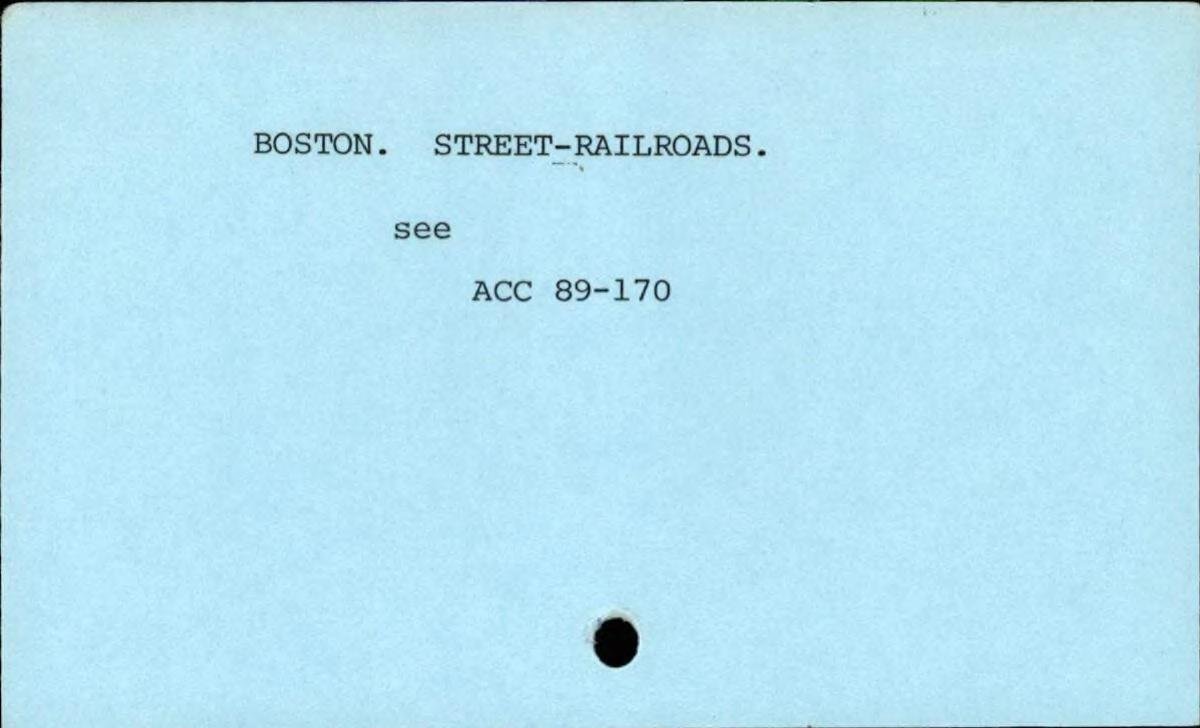 BOSTON. STREET-RAILROADS.
see
ACC 89-170